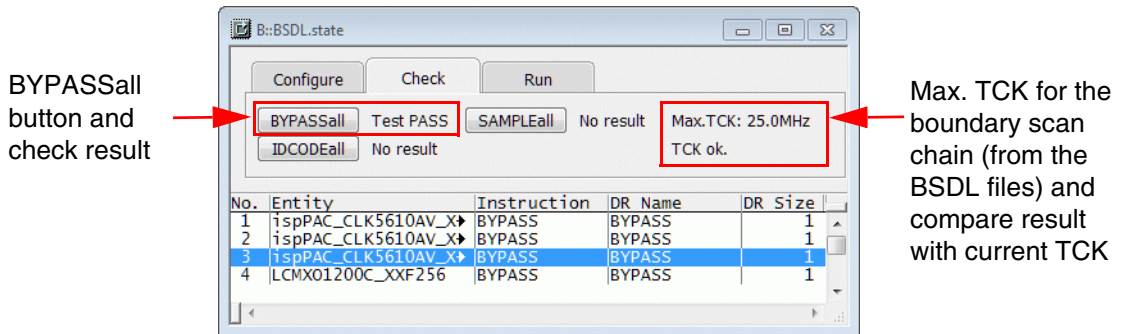 B::BSDL.state
Configure Check Run
BYPASSall Test PASS SAMPLEall No result Max.TCK: 25.0MHz
IDCODEall No result TCK ok.
No. Entity Instruction DR Name DR Size
1 ispPAC_CLK5610AV_X BYPASS BYPASS 1
2 ispPAC_CLK5610AV_X BYPASS BYPASS 1
3 ispPAC_CLK5610AV_X BYPASS BYPASS 1
4 LCMXO1200C_XXF256 BYPASS BYPASS 1
BYPASSall
button and
check result
Max. TCK for the
boundary scan
chain (from the
BSDL files) and
compare result
with current TCK